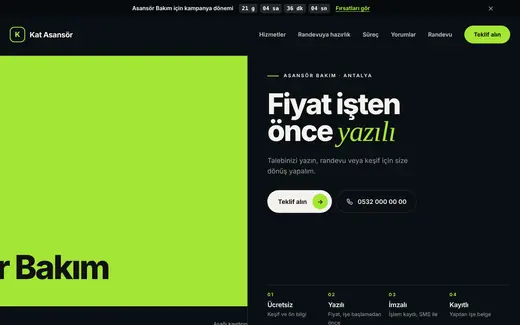 Asansör Bakım için kampanya dönemi 21 g 04 sa 36 dk 04 sn Fırsatları gör
K Kat Asansör
Hizmetler Randevuya hazırlık Süreç Yorumlar Randevu Teklif alın
ASANSÖR BAKIM · ANTALYA
Fiyat işten
önce yazılı
Talebinizi yazın, randevu veya keşif için size
dönüş yapalım.
Teklif alın → 0532 000 00 00
r Bakım
01 02 03 04
Ücretsiz Yazılı İmzalı Kayıtlı
Keşif ve ön bilgi Fiyat, işe başlamadan İşlem kaydı, SMS ile Yapılan işe belge
önce